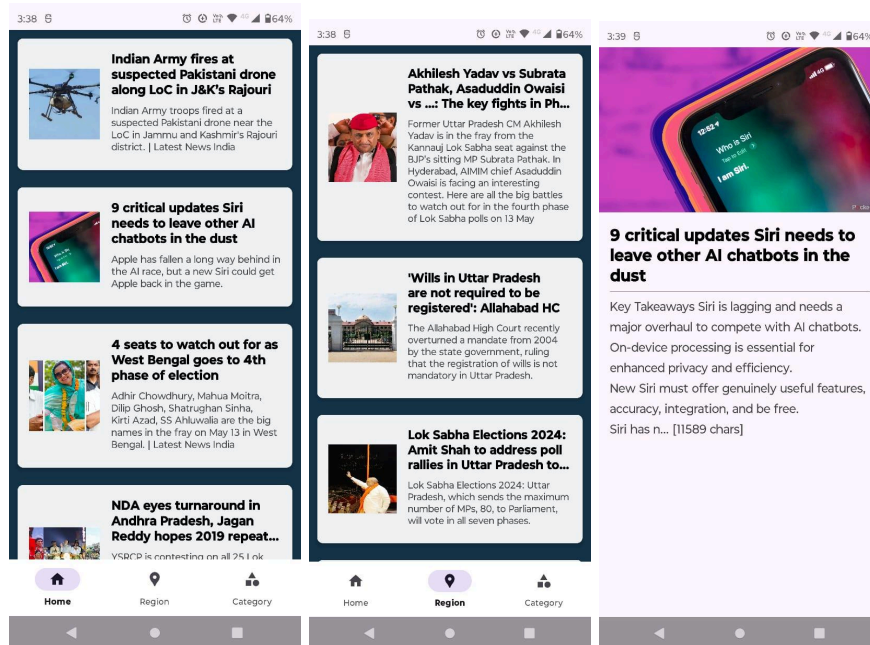 3:38
64%
Indian Army fires at
suspected Pakistani drone
along LoC in J&K's Rajouri
Indian Army troops fired at a
suspected Pakistani drone near the
LoC in Jammu and Kashmir's Rajouri
district. | Latest News India
9 critical updates Siri
needs to leave other AI
chatbots in the dust
Apple has fallen a long way behind in
the AI race, but a new Siri could get
Apple back in the game.
4 seats to watch out for as
West Bengal goes to 4th
phase of election
Adhir Chowdhury, Mahua Moitra,
Dilip Ghosh, Shatrughan Sinha,
Kirti Azad, SS Ahluwalia are the big
names in the fray on May 13 in West
Bengal. | Latest News India
NDA eyes turnaround in
Andhra Pradesh, Jagan
Reddy hopes 2019 repeat...
YSRCP is contesting on all 25 Lok
Home
Region
Category
3:38
64%
Akhilesh Yadav vs Subrata
Pathak, Asaduddin Owaisi
vs ...: The key fights in Ph...
Former Uttar Pradesh CM Akhilesh
Yadav is in the fray from the
Kannauj Lok Sabha seat against the
BJP's sitting MP Subrata Pathak. In
Hyderabad, AIMIM chief Asaduddin
Owaisi is facing an interesting
contest. Here are all the big battles
to watch out for in the fourth phase
of Lok Sabha polls on 13 May
'Wills in Uttar Pradesh
are not required to be
registered': Allahabad HC
The Allahabad High Court recently
overturned a mandate from 2004
by the state government, ruling
that the registration of wills is not
mandatory in Uttar Pradesh.
Lok Sabha Elections 2024:
Amit Shah to address poll
rallies in Uttar Pradesh to...
Lok Sabha Elections 2024: Uttar
Pradesh, which sends the maximum
number of MPs, 80, to Parliament,
will vote in all seven phases.
Home
Region
Category
3:39
64%
12:52
4G
Who is Siri
Tap to Edit
I am Siri.
9 critical updates Siri needs to
leave other AI chatbots in the
dust
Key Takeaways Siri is lagging and needs a
major overhaul to compete with AI chatbots.
On-device processing is essential for
enhanced privacy and efficiency.
New Siri must offer genuinely useful features,
accuracy, integration, and be free.
Siri has n... [11589 chars]